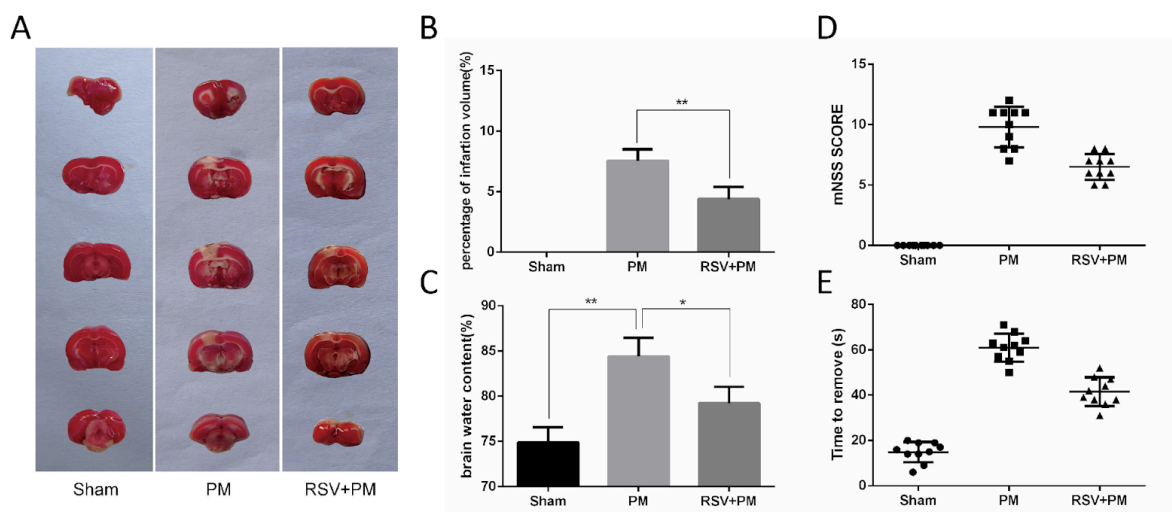 A
Sham PM RSV+PM
B
percentage of infartion volume(%)
15
10
5
0
**
Sham PM RSV+PM
C
brain water content(%)
90
85
80
75
70
** *
Sham PM RSV+PM
D
mNSS SCORE
15
10
5
0
Sham PM RSV+PM
E
Time to remove (s)
80
60
40
20
0
Sham PM RSV+PM